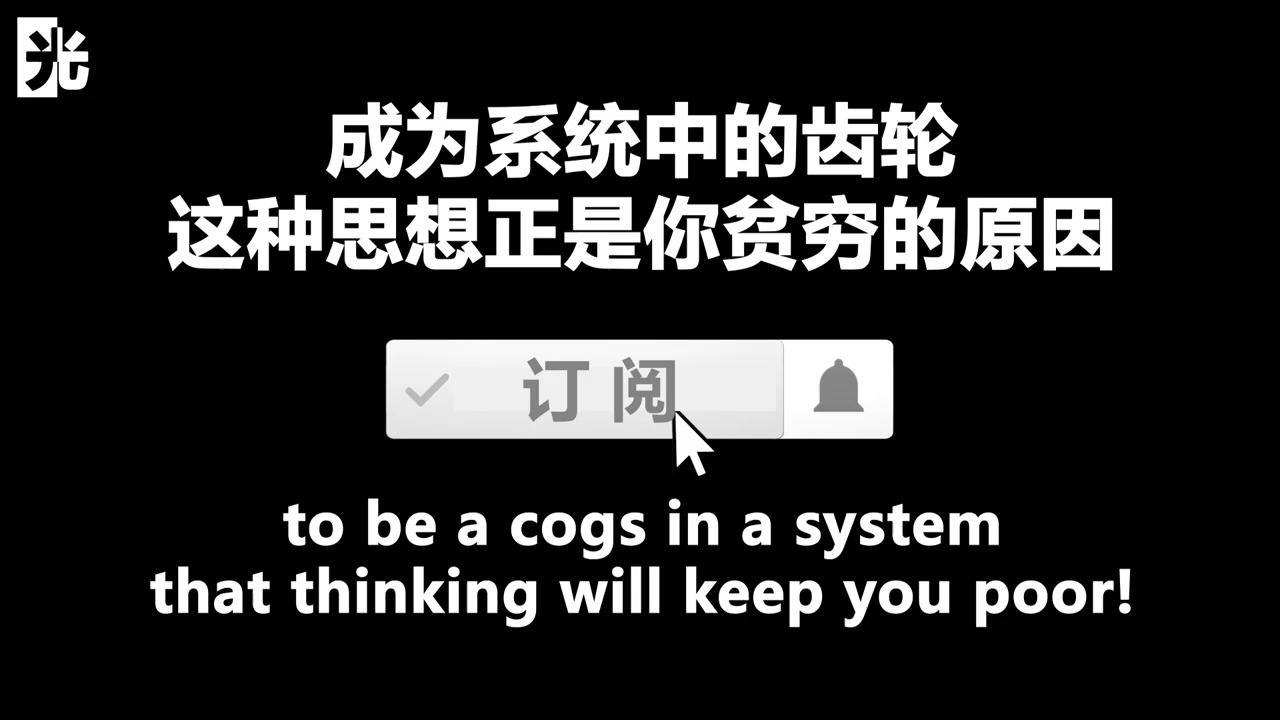 光
成为系统中的齿轮
这种思想正是你贫穷的原因
订阅
to be a cogs in a system
that thinking will keep you poor!